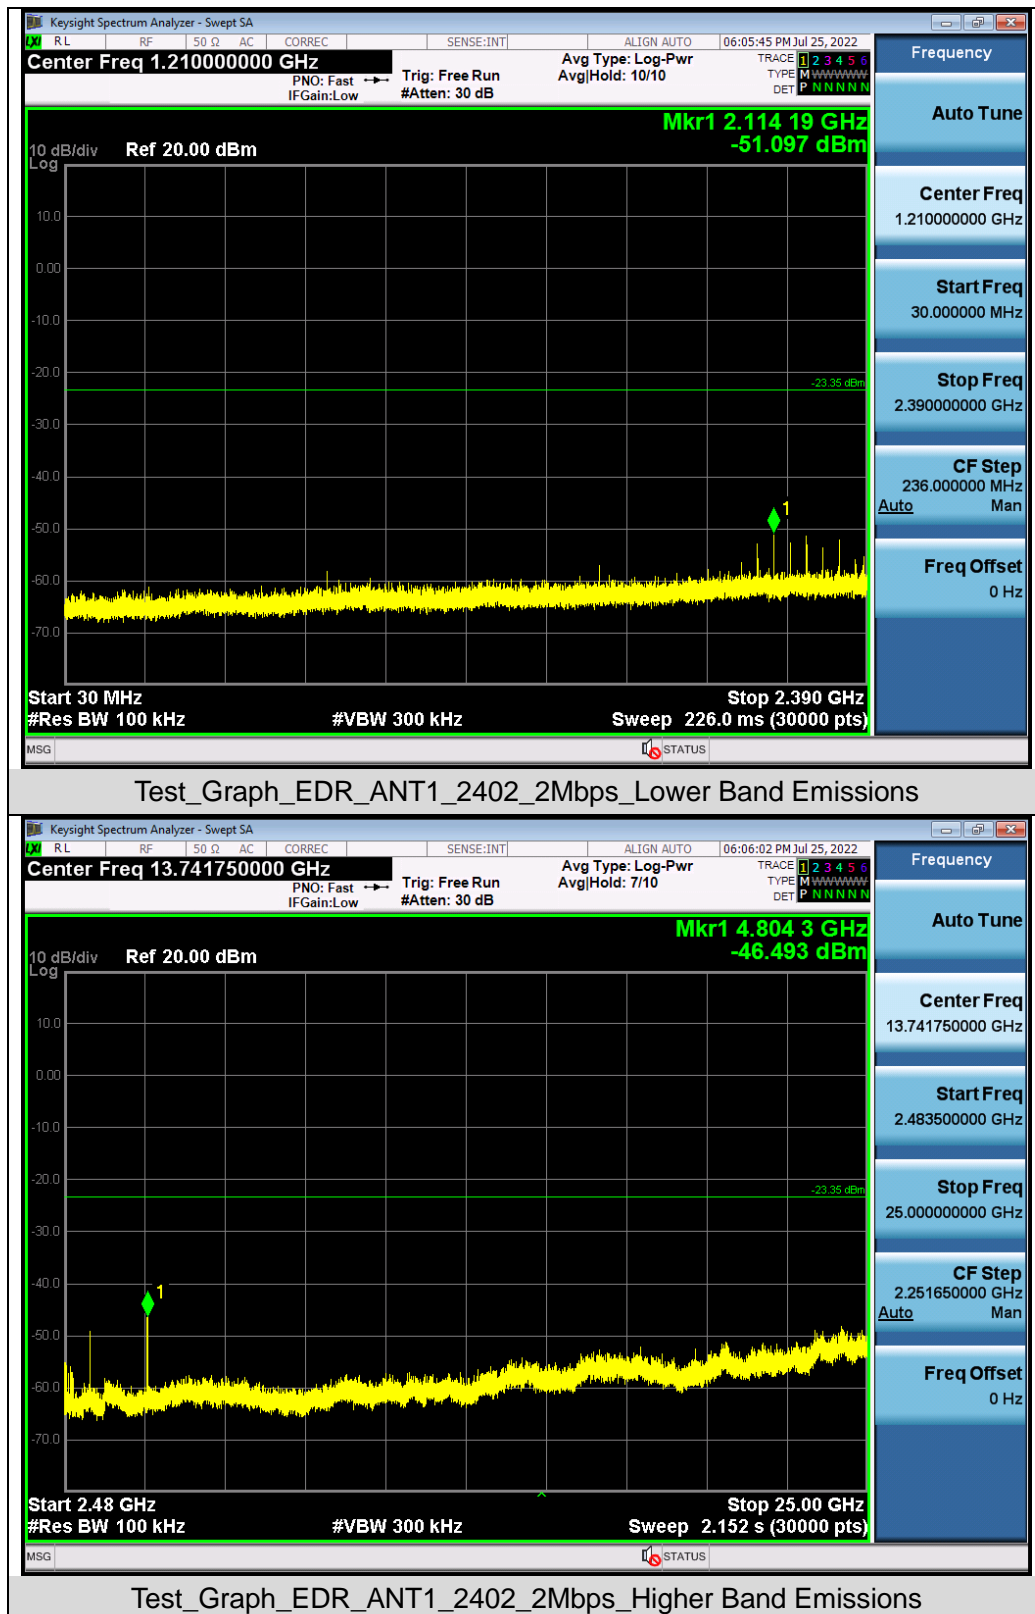 Keysight Spectrum Analyzer - Swept SA
LXI RL RF 50 Ω AC CORREC SENSE:INT ALIGN AUTO 06:05:45 PM Jul 25, 2022
Center Freq 1.210000000 GHz
PNO: Fast
IFGain:Low
Trig: Free Run
#Atten: 30 dB
Avg Type: Log-Pwr
Avg|Hold: 10/10
TRACE 1 2 3 4 5 6
TYPE M WWWWW
DET P N N N N N
Mkr1 2.114 19 GHz
-51.097 dBm
10 dB/div Ref 20.00 dBm
Log
10.0
0.00
-10.0
-20.0
-23.35 dBm
-30.0
-40.0
1
-50.0
-60.0
-70.0
Start 30 MHz Stop 2.390 GHz
#Res BW 100 kHz #VBW 300 kHz Sweep 226.0 ms (30000 pts)
MSG STATUS
Frequency
Auto Tune
Center Freq
1.210000000 GHz
Start Freq
30.000000 MHz
Stop Freq
2.390000000 GHz
CF Step
236.000000 MHz
Auto Man
Freq Offset
0 Hz
Test_Graph_EDR_ANT1_2402_2Mbps_Lower Band Emissions
Keysight Spectrum Analyzer - Swept SA
LXI RL RF 50 Ω AC CORREC SENSE:INT ALIGN AUTO 06:06:02 PM Jul 25, 2022
Center Freq 13.741750000 GHz
PNO: Fast
IFGain:Low
Trig: Free Run
#Atten: 30 dB
Avg Type: Log-Pwr
Avg|Hold: 7/10
TRACE 1 2 3 4 5 6
TYPE M WWWWW
DET P N N N N N
Mkr1 4.804 3 GHz
-46.493 dBm
10 dB/div Ref 20.00 dBm
Log
10.0
0.00
-10.0
-20.0
-23.35 dBm
-30.0
-40.0
1
-50.0
-60.0
-70.0
Start 2.48 GHz Stop 25.00 GHz
#Res BW 100 kHz #VBW 300 kHz Sweep 2.152 s (30000 pts)
MSG STATUS
Frequency
Auto Tune
Center Freq
13.741750000 GHz
Start Freq
2.483500000 GHz
Stop Freq
25.000000000 GHz
CF Step
2.251650000 GHz
Auto Man
Freq Offset
0 Hz
Test_Graph_EDR_ANT1_2402_2Mbps_Higher Band Emissions